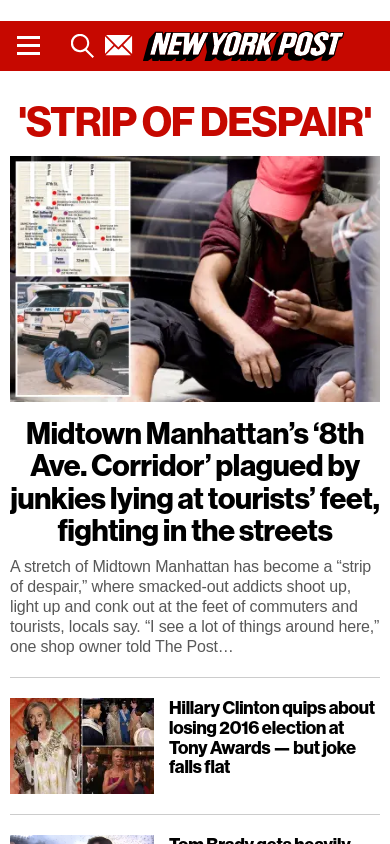 NEW YORK POST
'STRIP OF DESPAIR'
Midtown Manhattan’s ‘8th
Ave. Corridor’ plagued by
junkies lying at tourists’ feet,
fighting in the streets
A stretch of Midtown Manhattan has become a “strip
of despair,” where smacked-out addicts shoot up,
light up and conk out at the feet of commuters and
tourists, locals say. “I see a lot of things around here,”
one shop owner told The Post…
Hillary Clinton quips about
losing 2016 election at
Tony Awards — but joke
falls flat
Tom Brady gets heavily